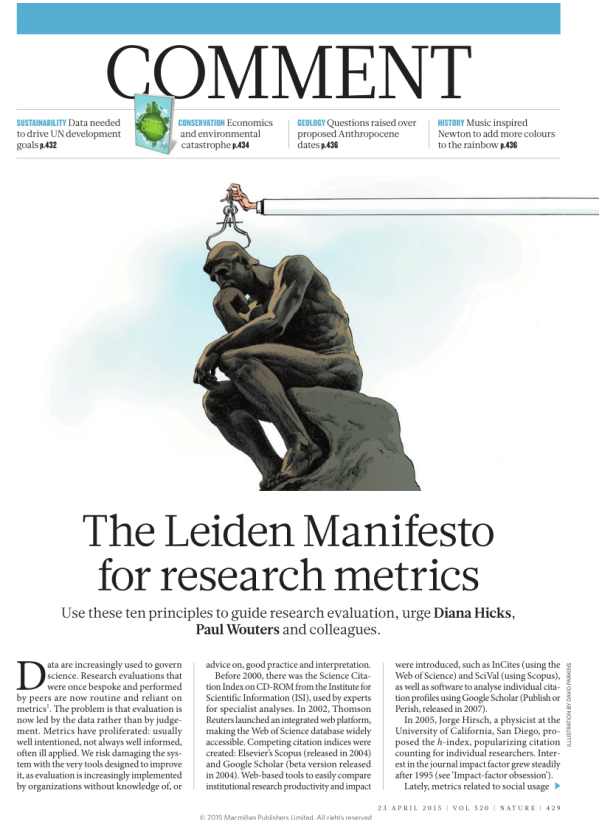 COMMENT
SUSTAINABILITY Data needed
to drive UN development
goals p.432
CONSERVATION Economics
and environmental
catastrophe p.434
GEOLOGY Questions raised over
proposed Anthropocene
dates p.436
HISTORY Music inspired
Newton to add more colours
to the rainbow p.436
The Leiden Manifesto
for research metrics
Use these ten principles to guide research evaluation, urge Diana Hicks,
Paul Wouters and colleagues.
Data are increasingly used to govern
science. Research evaluations that
were once bespoke and performed
by peers are now routine and reliant on
metrics1. The problem is that evaluation is
now led by the data rather than by judge-
ment. Metrics have proliferated: usually
well intentioned, not always well informed,
often ill applied. We risk damaging the sys-
tem with the very tools designed to improve
it, as evaluation is increasingly implemented
by organizations without knowledge of, or
advice on, good practice and interpretation.
Before 2000, there was the Science Cita-
tion Index on CD-ROM from the Institute for
Scientific Information (ISI), used by experts
for specialist analyses. In 2002, Thomson
Reuters launched an integrated web platform,
making the Web of Science database widely
accessible. Competing citation indices were
created: Elsevier's Scopus (released in 2004)
and Google Scholar (beta version released
in 2004). Web-based tools to easily compare
institutional research productivity and impact
were introduced, such as InCites (using the
Web of Science) and SciVal (using Scopus),
as well as software to analyse individual cita-
tion profiles using Google Scholar (Publish or
Perish, released in 2007).
In 2005, Jorge Hirsch, a physicist at the
University of California, San Diego, pro-
posed the h-index, popularizing citation
counting for individual researchers. Inter-
est in the journal impact factor grew steadily
after 1995 (see 'Impact-factor obsession').
Lately, metrics related to social usage
ILLUSTRATION BY DAVID PARKINS
23 APRIL 2015 | VOL 520 | NATURE | 429
© 2015 Macmillan Publishers Limited. All rights reserved